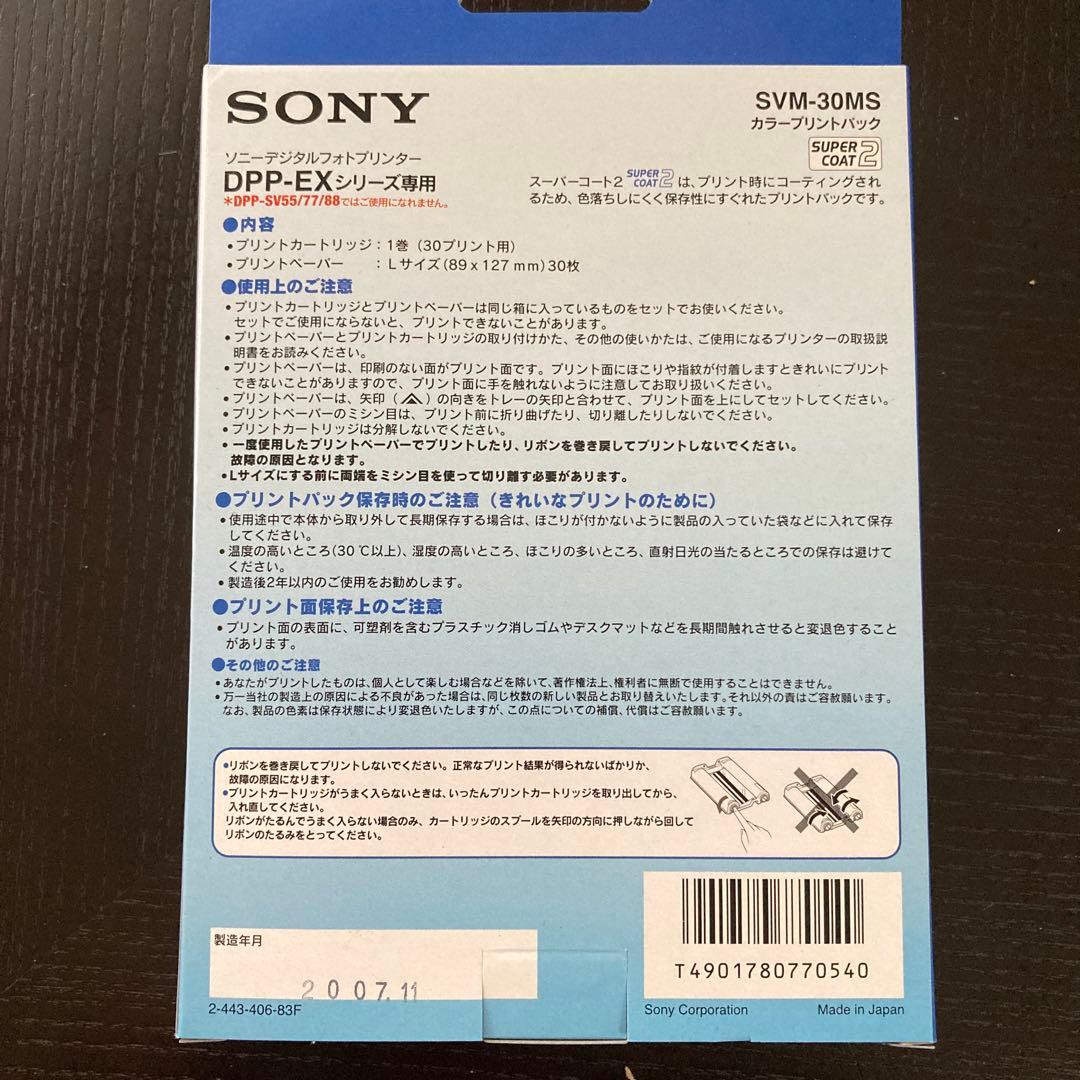 SONY
SVM-30MS
カラープリントパック
SUPER COAT 2
ソニーデジタルフォトプリンター
DPP-EXシリーズ専用
*DPP-SV55/77/88ではご使用になれません。
スーパーコート2 SUPER COAT 2 は、プリント時にコーティングされ
るため、色落ちしにくく保存性にすぐれたプリントパックです。
●内容
•プリントカートリッジ：1巻（30プリント用）
•プリントペーパー ：Lサイズ（89 x 127 mm）30枚
●使用上のご注意
•プリントカートリッジとプリントペーパーは同じ箱に入っているものをセットでお使いください。
セットでご使用にならないと、プリントできないことがあります。
•プリントペーパーとプリントカートリッジの取り付けかた、その他の使いかたは、ご使用になるプリンターの取扱説
明書をお読みください。
•プリントペーパーは、印刷のない面がプリント面です。プリント面にほこりや指紋が付着しますときれいにプリント
できないことがありますので、プリント面に手を触れないように注意してお取り扱いください。
•プリントペーパーは、矢印（ ）の向きをトレーの矢印と合わせて、プリント面を上にしてセットしてください。
•プリントペーパーのミシン目は、プリント前に折り曲げたり、切り離したりしないでください。
•プリントカートリッジは分解しないでください。
•一度使用したプリントペーパーでプリントしたり、リボンを巻き戻してプリントしないでください。
故障の原因となります。
•Lサイズにする前に両端をミシン目を使って切り離す必要があります。
●プリントパック保存時のご注意（きれいなプリントのために）
•使用途中で本体から取り外して長期保存する場合は、ほこりが付かないように製品の入っていた袋などに入れて保存
してください。
•温度の高いところ（30℃以上）、湿度の高いところ、ほこりの多いところ、直射日光の当たるところでの保存は避けて
ください。
•製造後2年以内のご使用をお勧めします。
●プリント面保存上のご注意
•プリント面の表面に、可塑剤を含むプラスチック消しゴムやデスクマットなどを長期間触れさせると変退色すること
があります。
●その他のご注意
•あなたがプリントしたものは、個人として楽しむ場合などを除いて、著作権法上、権利者に無断で使用することはできません。
•万一当社の製造上の原因による不良があった場合は、同じ枚数の新しい製品とお取り替えいたします。それ以外の責はご容赦願います。
なお、製品の色素は保存状態により変退色いたしますが、この点についての補償、代償はご容赦願います。
•リボンを巻き戻してプリントしないでください。正常なプリント結果が得られないばかりか、
故障の原因になります。
•プリントカートリッジがうまく入らないときは、いったんプリントカートリッジを取り出してから、
入れ直してください。
リボンがたるんでうまく入らない場合のみ、カートリッジのスプールを矢印の方向に押しながら回して
リボンのたるみをとってください。
製造年月
2007.11
2-443-406-83F
T4901780770540
Sony Corporation
Made in Japan